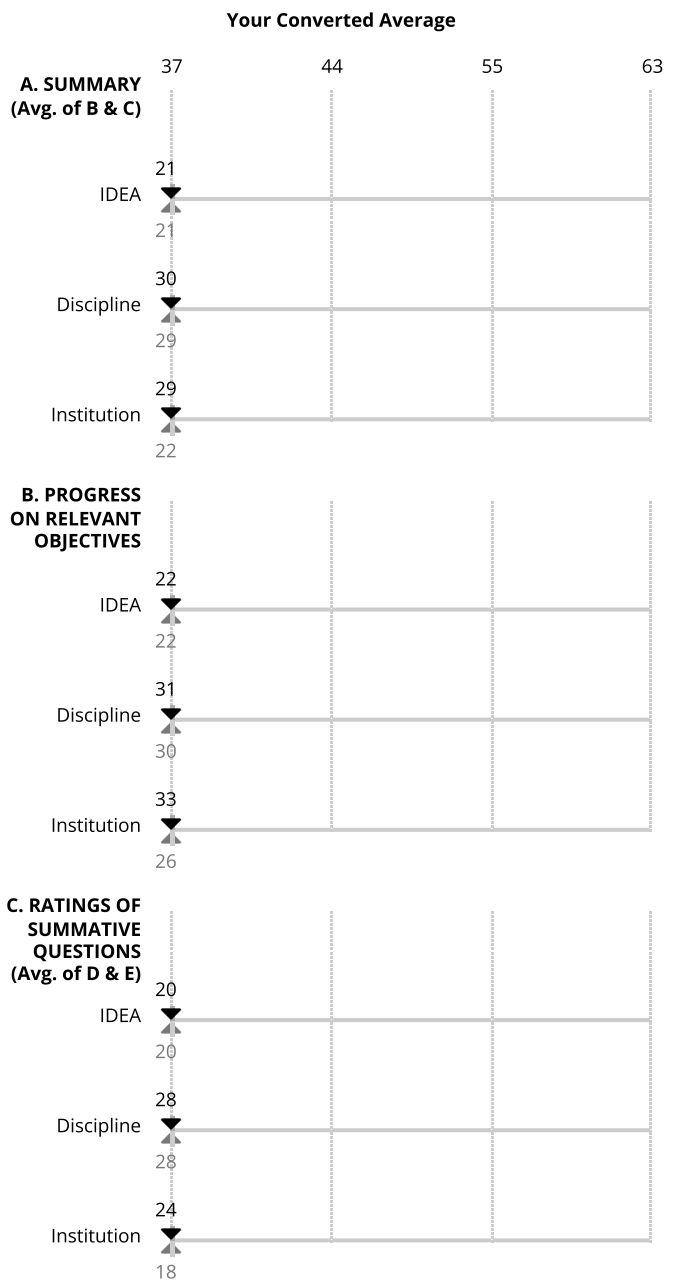 Your Converted Average
37 44 55 63
A. SUMMARY
(Avg. of B & C)
21
IDEA
21
30
Discipline
29
29
Institution
22
B. PROGRESS
ON RELEVANT
OBJECTIVES
22
IDEA
22
31
Discipline
30
33
Institution
26
C. RATINGS OF
SUMMATIVE
QUESTIONS
(Avg. of D & E)
20
IDEA
20
28
Discipline
28
24
Institution
18